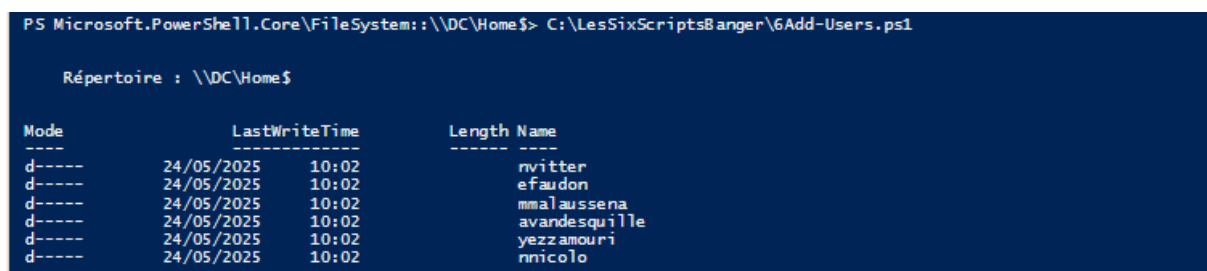 PS Microsoft.PowerShell.Core\FileSystem::\\DC\Home$> C:\LesSixScriptsBanger\6Add-Users.ps1
Répertoire : \\DC\Home$
Mode LastWriteTime Length Name
---- ------------- ------ ----
d----- 24/05/2025 10:02 nvitter
d----- 24/05/2025 10:02 efaudon
d----- 24/05/2025 10:02 mmalaussena
d----- 24/05/2025 10:02 avandesquille
d----- 24/05/2025 10:02 yezzamouri
d----- 24/05/2025 10:02 nnicolo